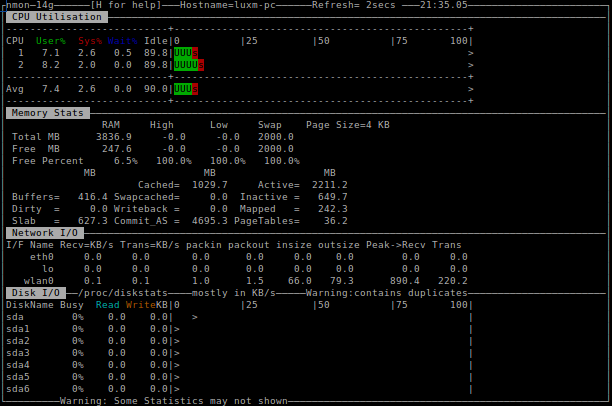 nmon-14g [H for help] Hostname=luxm-pc Refresh= 2secs 21:35.05
CPU Utilisation
---------------------------+-------------------------------------------------+
CPU User% Sys% Wait% Idle|0 |25 |50 |75 100|
1 7.1 2.6 0.5 89.8|UUUs >
2 8.2 2.0 0.0 89.8|UUUUs >
---------------------------+-------------------------------------------------+
Avg 7.4 2.6 0.0 90.0|UUUs >
---------------------------+-------------------------------------------------+
Memory Stats
RAM High Low Swap Page Size=4 KB
Total MB 3836.9 -0.0 -0.0 2000.0
Free MB 247.6 -0.0 -0.0 2000.0
Free Percent 6.5% 100.0% 100.0% 100.0%
MB MB MB
Cached= 1029.7 Active= 2211.2
Buffers= 416.4 Swapcached= 0.0 Inactive = 649.7
Dirty = 0.0 Writeback = 0.0 Mapped = 242.3
Slab = 627.3 Commit_AS = 4695.3 PageTables= 36.2
Network I/O
I/F Name Recv=KB/s Trans=KB/s packin packout insize outsize Peak->Recv Trans
eth0 0.0 0.0 0.0 0.0 0.0 0.0 0.0 0.0
lo 0.0 0.0 0.0 0.0 0.0 0.0 0.0 0.0
wlan0 0.1 0.1 1.0 1.5 66.0 79.3 890.4 220.2
Disk I/O /proc/diskstats mostly in KB/s Warning:contains duplicates
DiskName Busy Read WriteKB|0 |25 |50 |75 100|
sda 0% 0.0 0.0| > |
sda1 0% 0.0 0.0|> |
sda2 0% 0.0 0.0|> |
sda3 0% 0.0 0.0|> |
sda4 0% 0.0 0.0|> |
sda5 0% 0.0 0.0|> |
sda6 0% 0.0 0.0|> |
Warning: Some Statistics may not shown